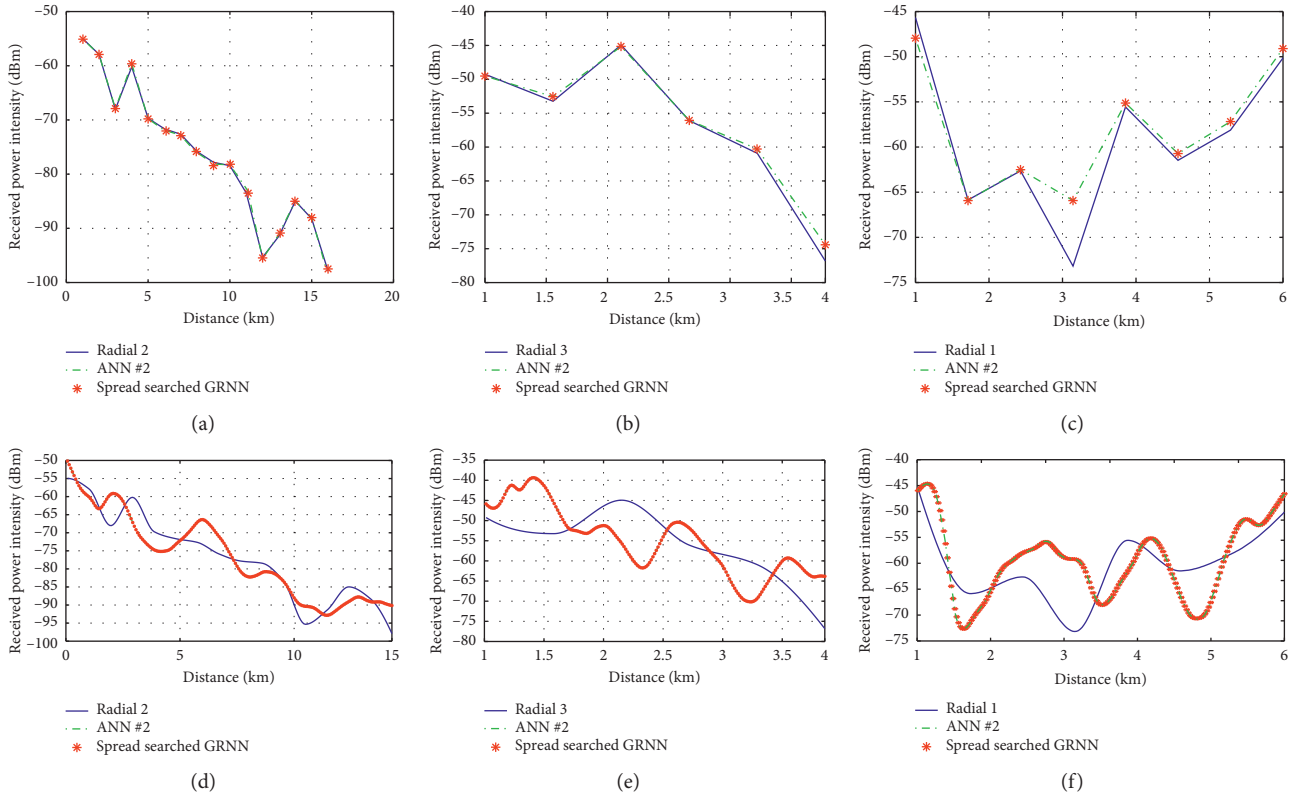 −40
−50
−60
−70
−80
−90
−100
Received power intensity (dBm)
0
5
10
15
20
Distance (km)
Radial 2
ANN #2
Spread searched GRNN
(a)
−40
−45
−50
−55
−60
−65
−70
−75
−80
Received power intensity (dBm)
1
1.5
2
2.5
3
3.5
4
Distance (km)
Radial 3
ANN #2
Spread searched GRNN
(b)
−45
−50
−55
−60
−65
−70
−75
Received power intensity (dBm)
1
2
3
4
5
6
Distance (km)
Radial 1
ANN #2
Spread searched GRNN
(c)
−50
−55
−60
−65
−70
−75
−80
−85
−90
−95
−100
Received power intensity (dBm)
0
5
10
15
Distance (km)
Radial 2
ANN #2
Spread searched GRNN
(d)
−35
−40
−45
−50
−55
−60
−65
−70
−75
−80
Received power intensity (dBm)
1
1.5
2
2.5
3
3.5
4
Distance (km)
Radial 3
ANN #2
Spread searched GRNN
(e)
−40
−45
−50
−55
−60
−65
−70
−75
Received power intensity (dBm)
1
2
3
4
5
6
Distance (km)
Radial 1
ANN #2
Spread searched GRNN
(f)